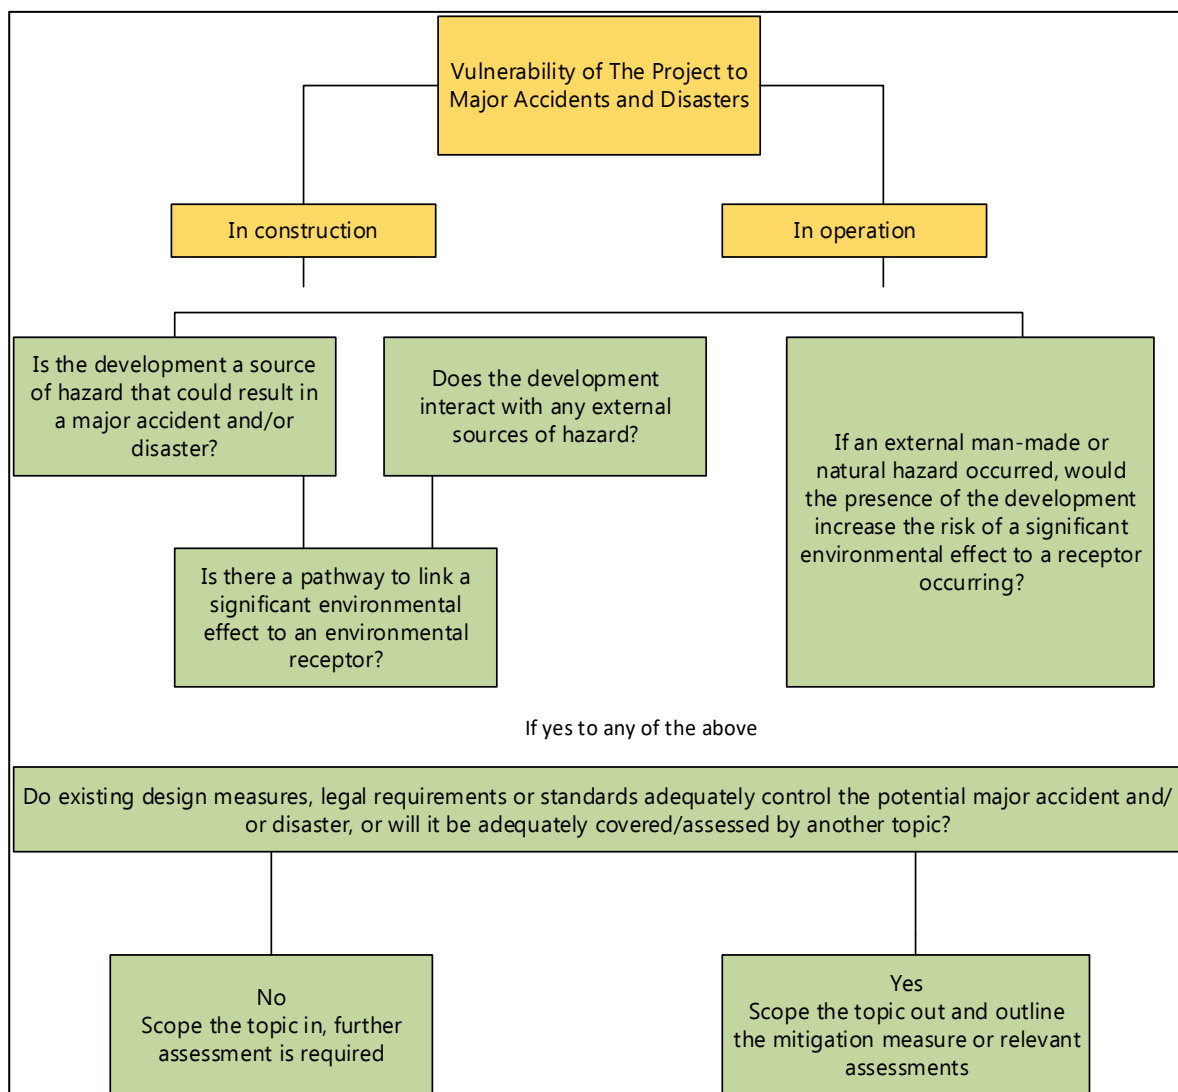 Vulnerability of The Project to
Major Accidents and Disasters
In construction
In operation
Is the development a source
of hazard that could result in
a major accident and/or
disaster?
Does the development
interact with any external
sources of hazard?
If an external man-made or
natural hazard occurred, would
the presence of the development
increase the risk of a significant
environmental effect to a receptor
occurring?
Is there a pathway to link a
significant environmental
effect to an environmental
receptor?
If yes to any of the above
Do existing design measures, legal requirements or standards adequately control the potential major accident and/
or disaster, or will it be adequately covered/assessed by another topic?
No
Scope the topic in, further
assessment is required
Yes
Scope the topic out and outline
the mitigation measure or relevant
assessments